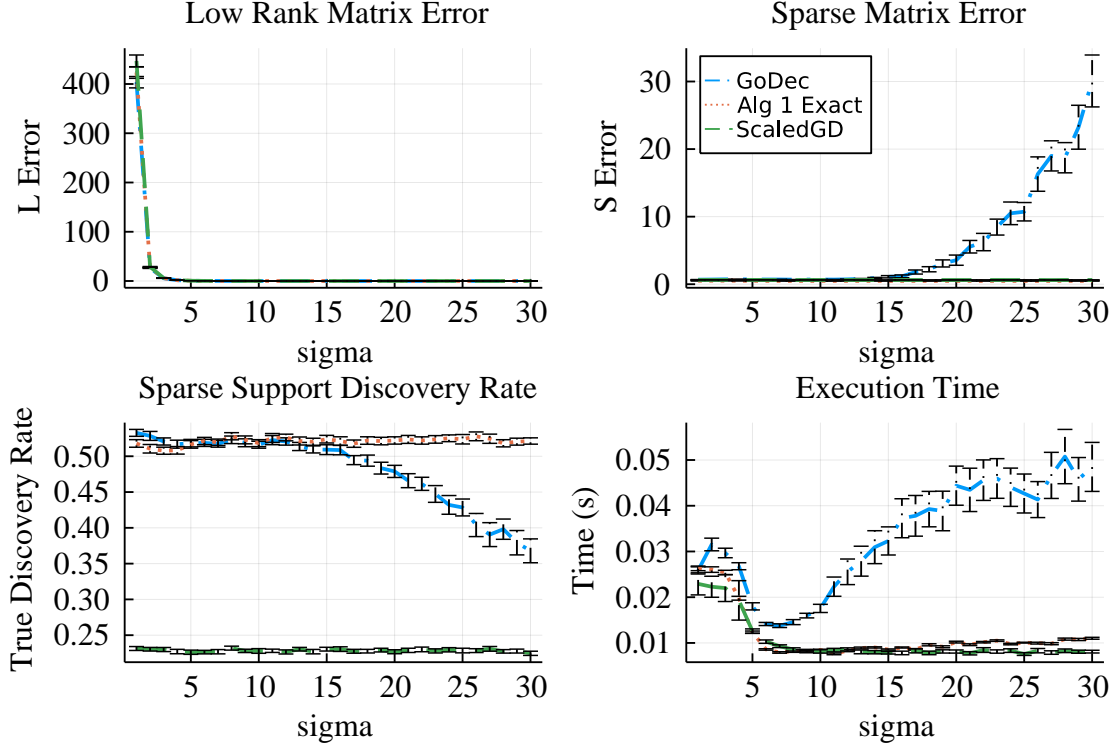 Low Rank Matrix Error
L Error
400
300
200
100
0
5
10
15
20
25
30
sigma
Sparse Matrix Error
S Error
30
20
10
0
GoDec
Alg 1 Exact
ScaledGD
5
10
15
20
25
30
sigma
Sparse Support Discovery Rate
True Discovery Rate
0.50
0.45
0.40
0.35
0.30
0.25
5
10
15
20
25
30
sigma
Execution Time
Time (s)
0.05
0.04
0.03
0.02
0.01
5
10
15
20
25
30
sigma